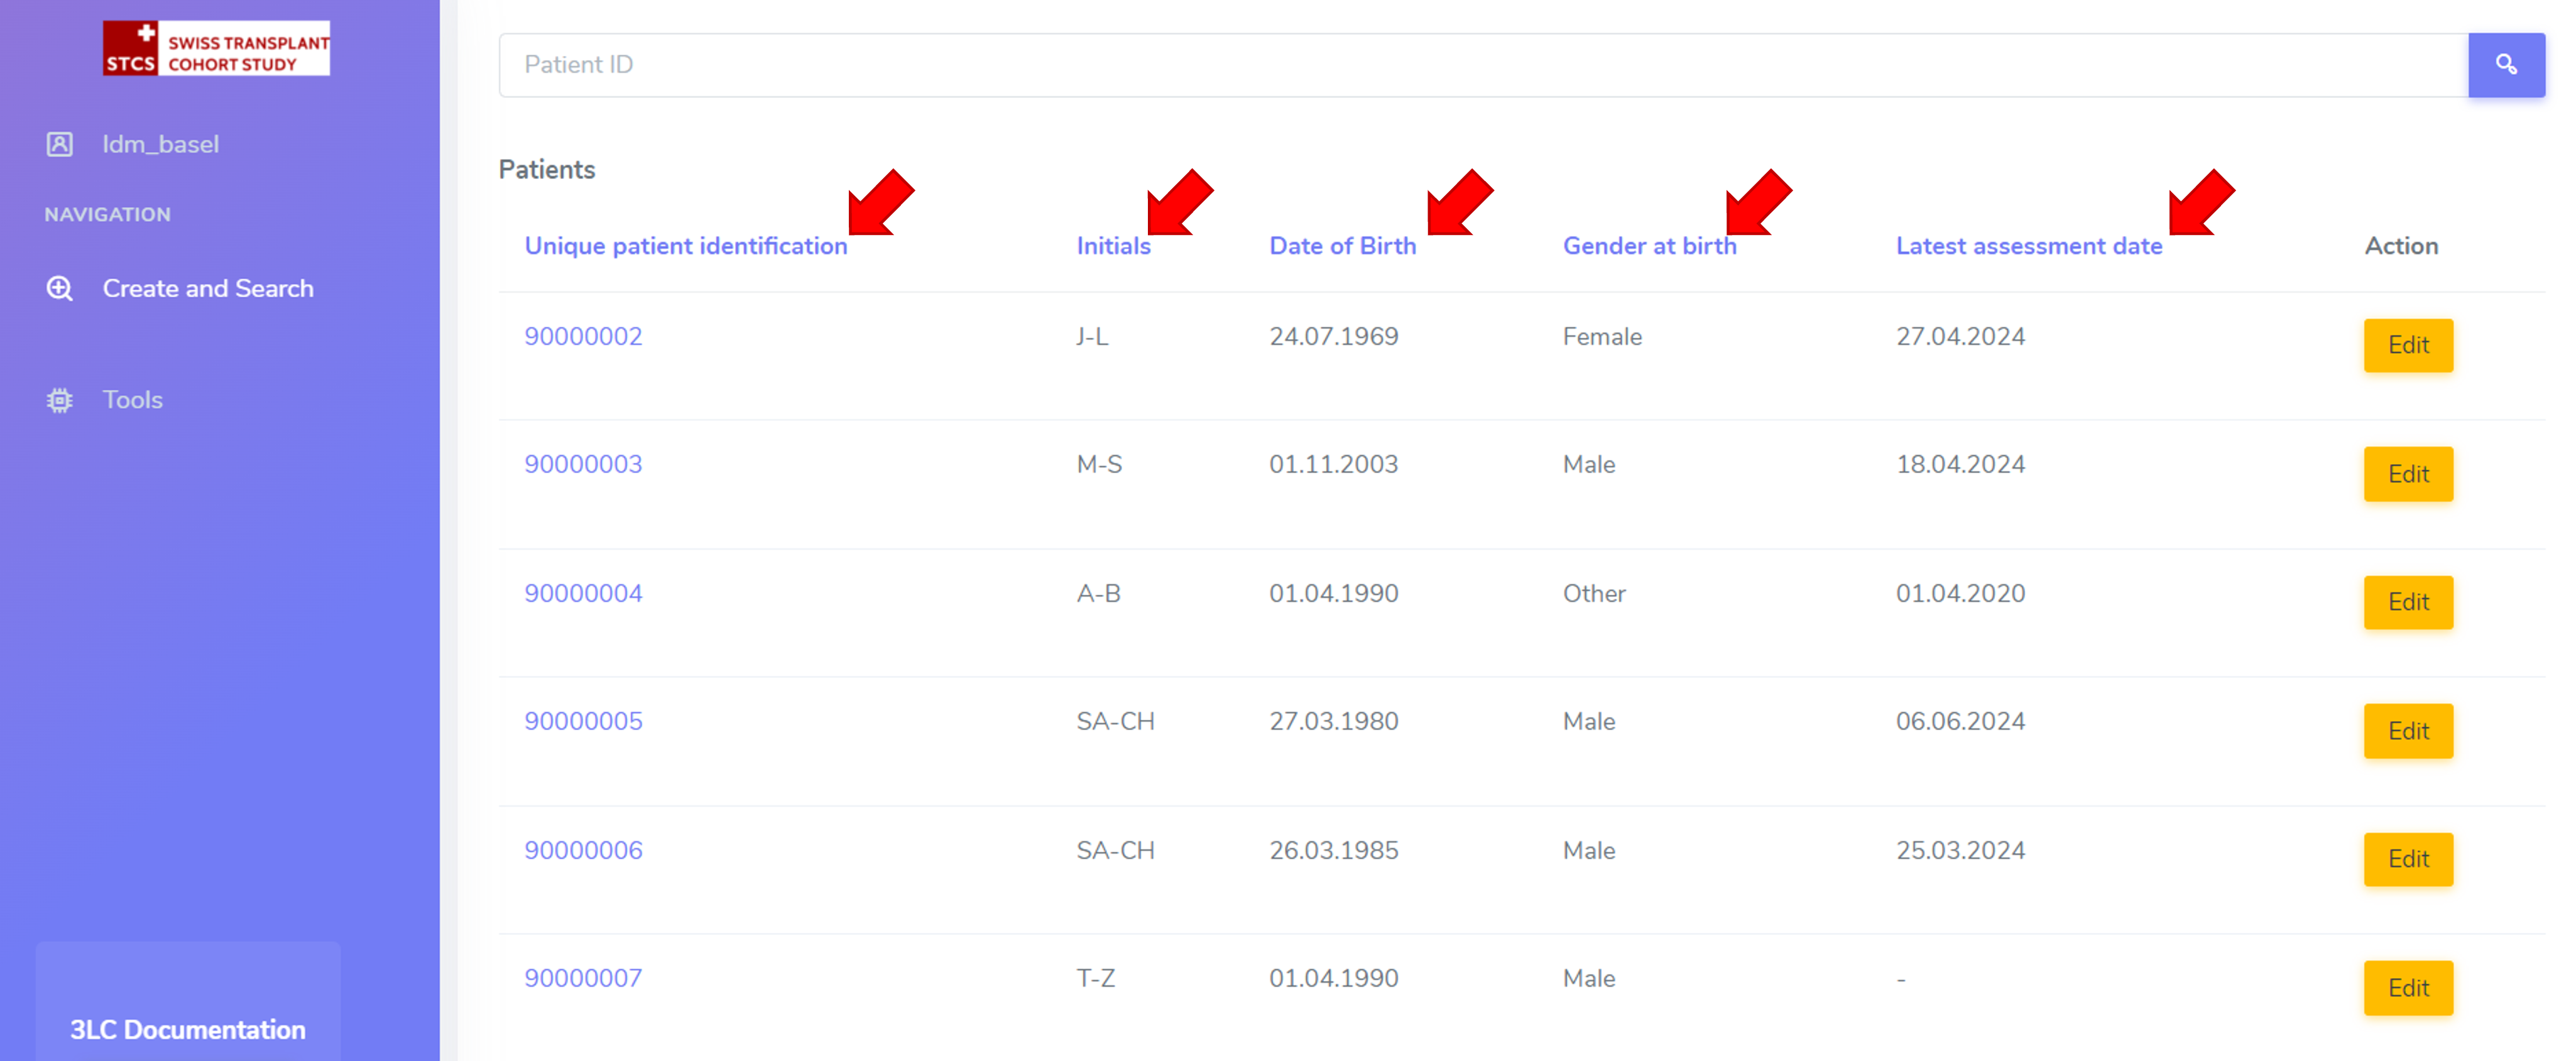 STCS SWISS TRANSPLANT COHORT STUDY
ldm_basel
NAVIGATION
Create and Search
Tools
3LC Documentation
Patient ID
Patients
Unique patient identification Initials Date of Birth Gender at birth Latest assessment date Action
90000002 J-L 24.07.1969 Female 27.04.2024 Edit
90000003 M-S 01.11.2003 Male 18.04.2024 Edit
90000004 A-B 01.04.1990 Other 01.04.2020 Edit
90000005 SA-CH 27.03.1980 Male 06.06.2024 Edit
90000006 SA-CH 26.03.1985 Male 25.03.2024 Edit
90000007 T-Z 01.04.1990 Male - Edit